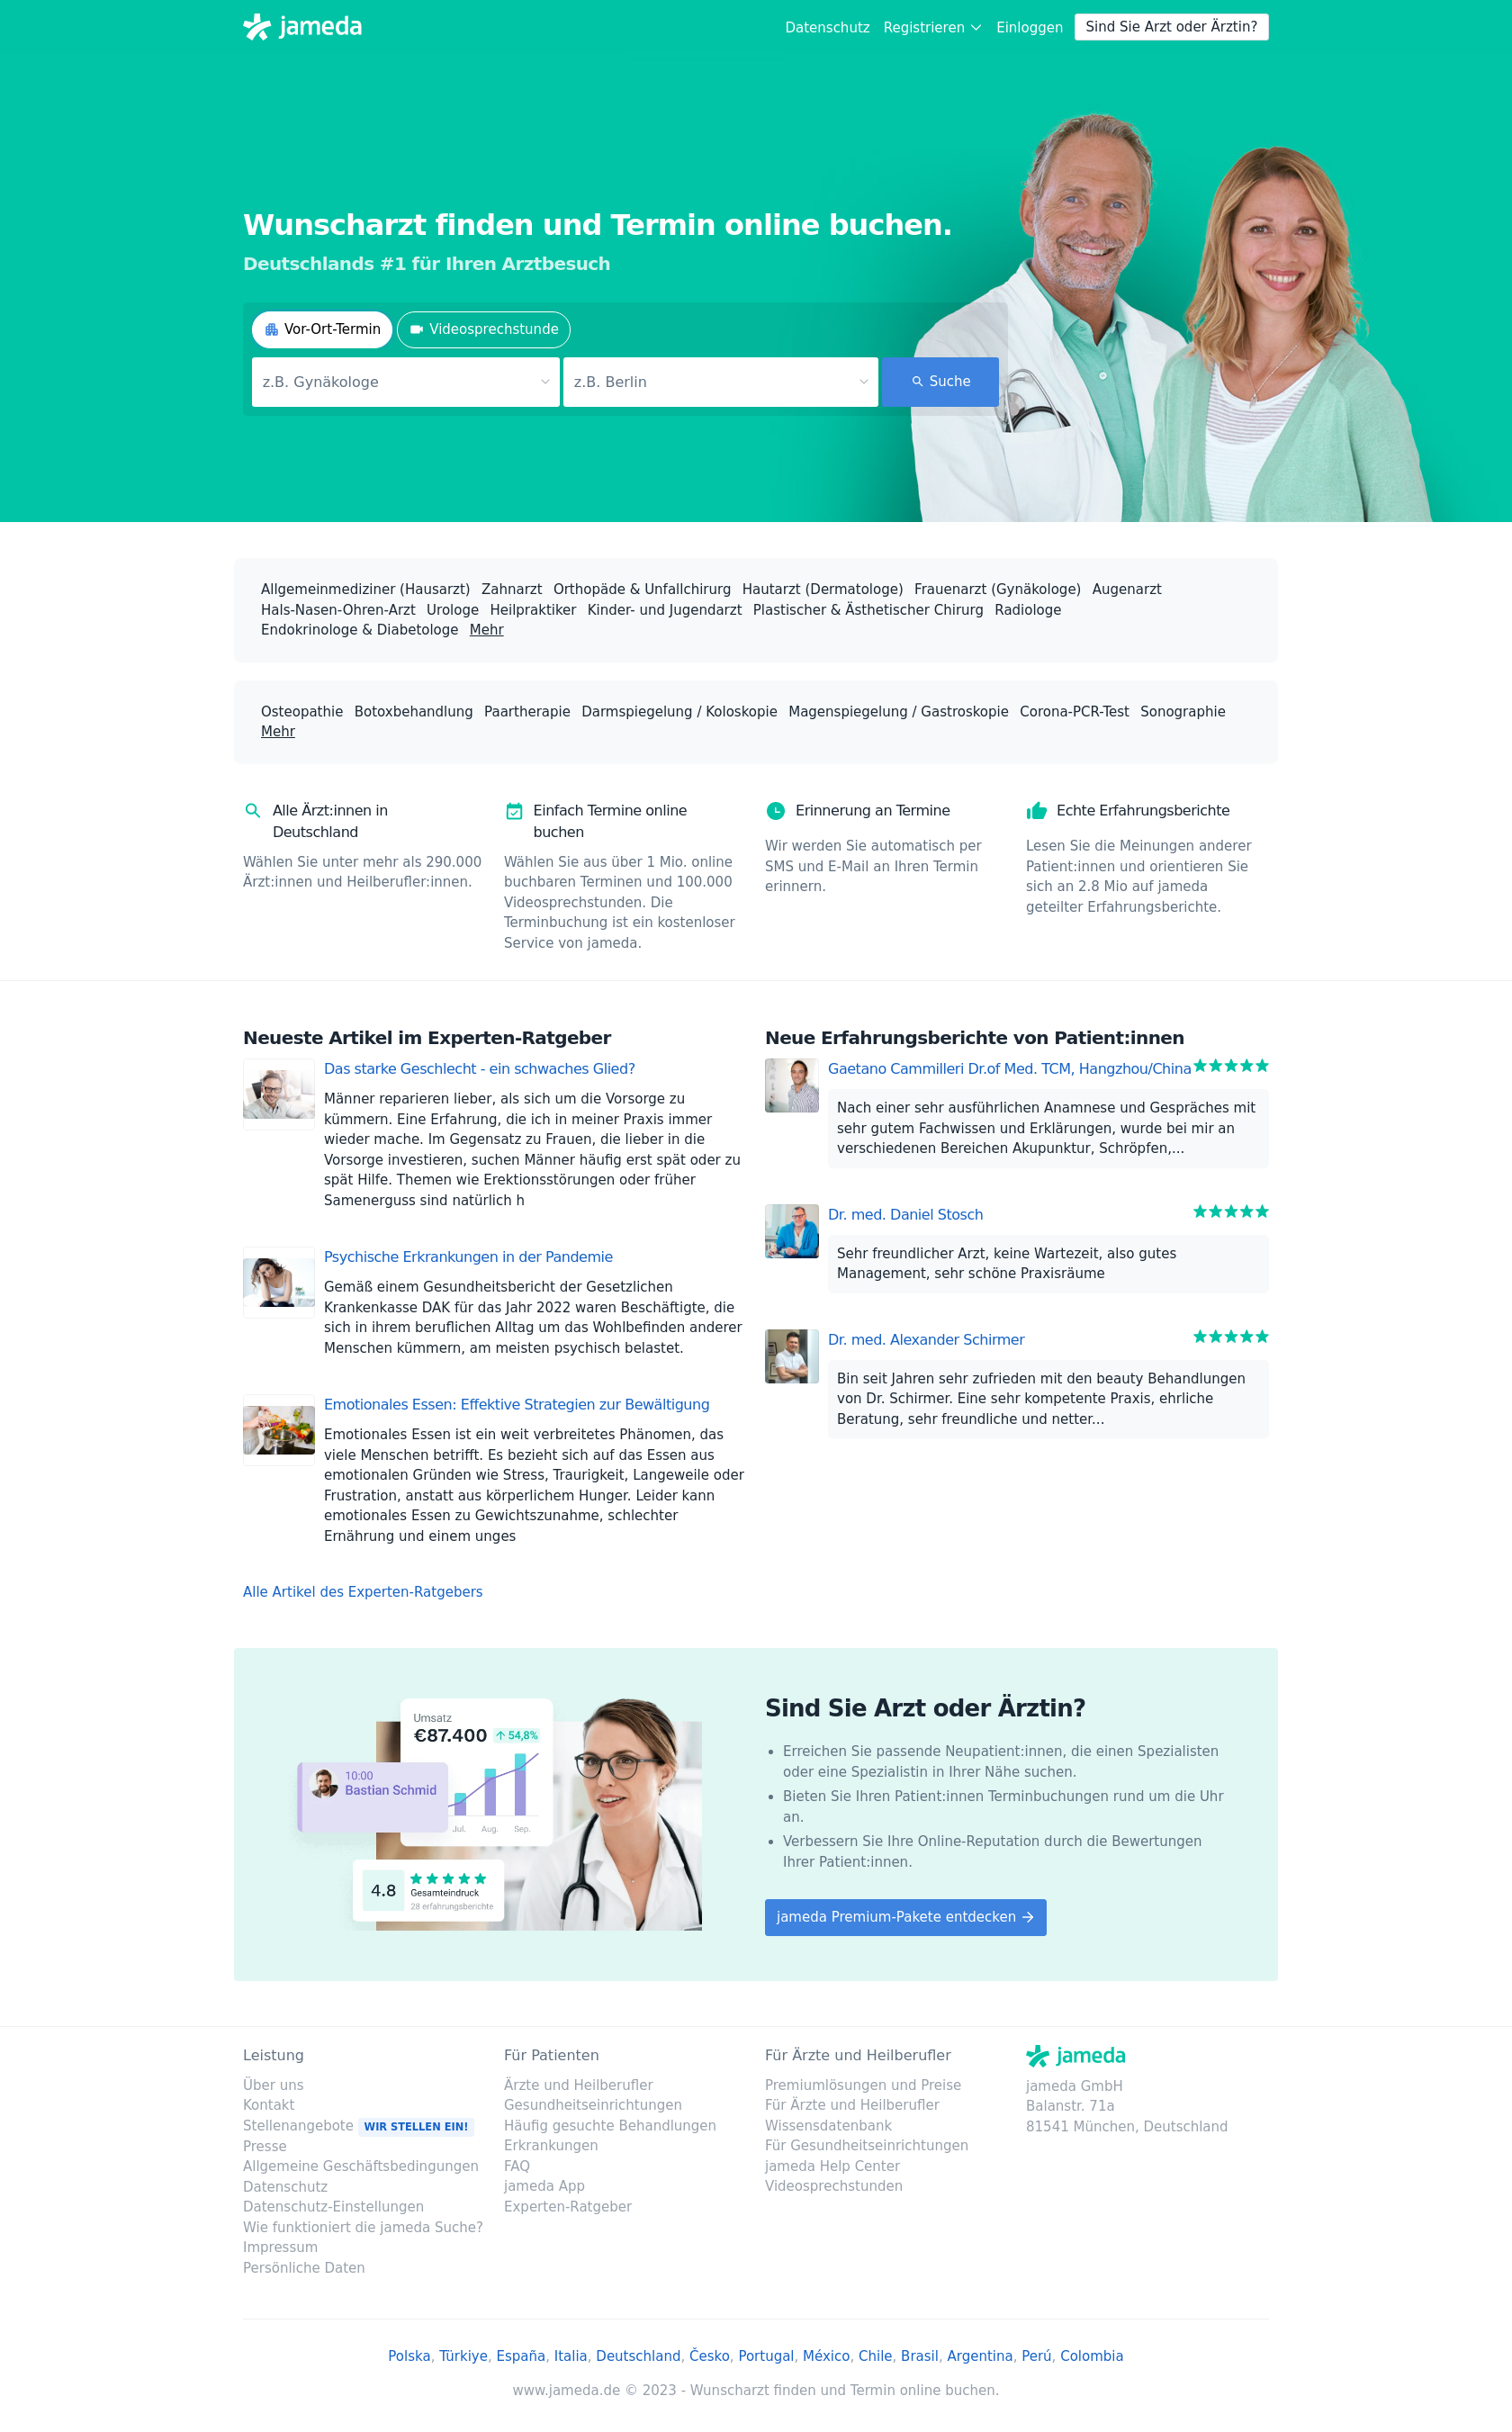 jameda
Datenschutz Registrieren Einloggen Sind Sie Arzt oder Ärztin?
Wunscharzt finden und Termin online buchen.
Deutschlands #1 für Ihren Arztbesuch
Vor-Ort-Termin Videosprechstunde
z.B. Gynäkologe z.B. Berlin Suche
Allgemeinmediziner (Hausarzt) Zahnarzt Orthopäde & Unfallchirurg Hautarzt (Dermatologe) Frauenarzt (Gynäkologe) Augenarzt
Hals-Nasen-Ohren-Arzt Urologe Heilpraktiker Kinder- und Jugendarzt Plastischer & Ästhetischer Chirurg Radiologe
Endokrinologe & Diabetologe Mehr
Osteopathie Botoxbehandlung Paartherapie Darmspiegelung / Koloskopie Magenspiegelung / Gastroskopie Corona-PCR-Test Sonographie
Mehr
Alle Ärzt:innen in
Deutschland
Wählen Sie unter mehr als 290.000
Ärzt:innen und Heilberufler:innen.
Einfach Termine online
buchen
Wählen Sie aus über 1 Mio. online
buchbaren Terminen und 100.000
Videosprechstunden. Die
Terminbuchung ist ein kostenloser
Service von jameda.
Erinnerung an Termine
Wir werden Sie automatisch per
SMS und E-Mail an Ihren Termin
erinnern.
Echte Erfahrungsberichte
Lesen Sie die Meinungen anderer
Patient:innen und orientieren Sie
sich an 2.8 Mio auf jameda
geteilter Erfahrungsberichte.
Neueste Artikel im Experten-Ratgeber
Das starke Geschlecht - ein schwaches Glied?
Männer reparieren lieber, als sich um die Vorsorge zu
kümmern. Eine Erfahrung, die ich in meiner Praxis immer
wieder mache. Im Gegensatz zu Frauen, die lieber in die
Vorsorge investieren, suchen Männer häufig erst spät oder zu
spät Hilfe. Themen wie Erektionsstörungen oder früher
Samenerguss sind natürlich h
Psychische Erkrankungen in der Pandemie
Gemäß einem Gesundheitsbericht der Gesetzlichen
Krankenkasse DAK für das Jahr 2022 waren Beschäftigte, die
sich in ihrem beruflichen Alltag um das Wohlbefinden anderer
Menschen kümmern, am meisten psychisch belastet.
Emotionales Essen: Effektive Strategien zur Bewältigung
Emotionales Essen ist ein weit verbreitetes Phänomen, das
viele Menschen betrifft. Es bezieht sich auf das Essen aus
emotionalen Gründen wie Stress, Traurigkeit, Langeweile oder
Frustration, anstatt aus körperlichem Hunger. Leider kann
emotionales Essen zu Gewichtszunahme, schlechter
Ernährung und einem unges
Alle Artikel des Experten-Ratgebers
Neue Erfahrungsberichte von Patient:innen
Gaetano Cammilleri Dr.of Med. TCM, Hangzhou/China
Nach einer sehr ausführlichen Anamnese und Gespräches mit
sehr gutem Fachwissen und Erklärungen, wurde bei mir an
verschiedenen Bereichen Akupunktur, Schröpfen,...
Dr. med. Daniel Stosch
Sehr freundlicher Arzt, keine Wartezeit, also gutes
Management, sehr schöne Praxisräume
Dr. med. Alexander Schirmer
Bin seit Jahren sehr zufrieden mit den beauty Behandlungen
von Dr. Schirmer. Eine sehr kompetente Praxis, ehrliche
Beratung, sehr freundliche und netter...
Umsatz
€87.400 54,8%
10:00
Bastian Schmid
Jul. Aug. Sep.
4.8
Gesamteindruck
28 erfahrungsberichte
Sind Sie Arzt oder Ärztin?
• Erreichen Sie passende Neupatient:innen, die einen Spezialisten
oder eine Spezialistin in Ihrer Nähe suchen.
• Bieten Sie Ihren Patient:innen Terminbuchungen rund um die Uhr
an.
• Verbessern Sie Ihre Online-Reputation durch die Bewertungen
Ihrer Patient:innen.
jameda Premium-Pakete entdecken →
Leistung
Über uns
Kontakt
Stellenangebote WIR STELLEN EIN!
Presse
Allgemeine Geschäftsbedingungen
Datenschutz
Datenschutz-Einstellungen
Wie funktioniert die jameda Suche?
Impressum
Persönliche Daten
Für Patienten
Ärzte und Heilberufler
Gesundheitseinrichtungen
Häufig gesuchte Behandlungen
Erkrankungen
FAQ
jameda App
Experten-Ratgeber
Für Ärzte und Heilberufler
Premiumlösungen und Preise
Für Ärzte und Heilberufler
Wissensdatenbank
Für Gesundheitseinrichtungen
jameda Help Center
Videosprechstunden
jameda
jameda GmbH
Balanstr. 71a
81541 München, Deutschland
Polska, Türkiye, España, Italia, Deutschland, Česko, Portugal, México, Chile, Brasil, Argentina, Perú, Colombia
www.jameda.de © 2023 - Wunscharzt finden und Termin online buchen.